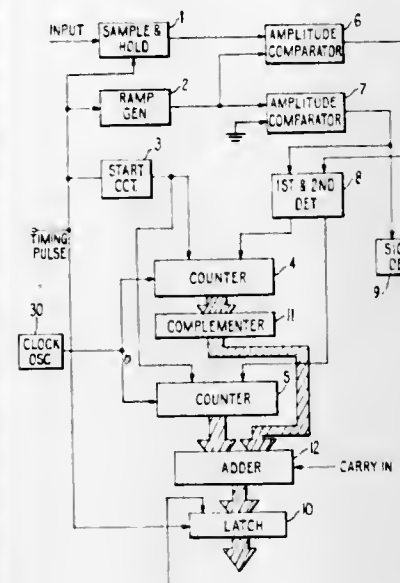 INPUT
SAMPLE & HOLD
1
AMPLITUDE COMPARATOR
6
RAMP GEN
2
AMPLITUDE COMPARATOR
7
START CCT.
3
1ST & 2ND DET
8
TIMING PULSE
COUNTER
4
9
30
CLOCK OSC
COMPLEMENTER
11
COUNTER
5
ADDER
12
CARRY IN
LATCH
10